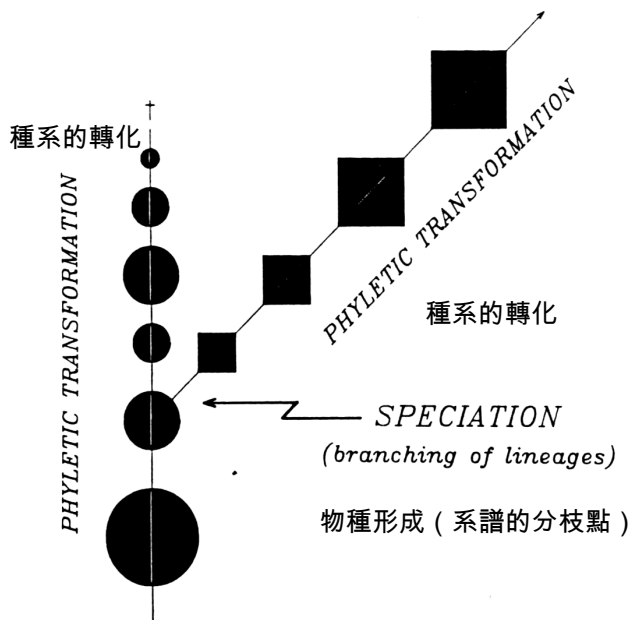 種系的轉化
PHYLETIC TRANSFORMATION
PHYLETIC TRANSFORMATION
種系的轉化
SPECIATION
(branching of lineages)
物種形成（系譜的分枝點）